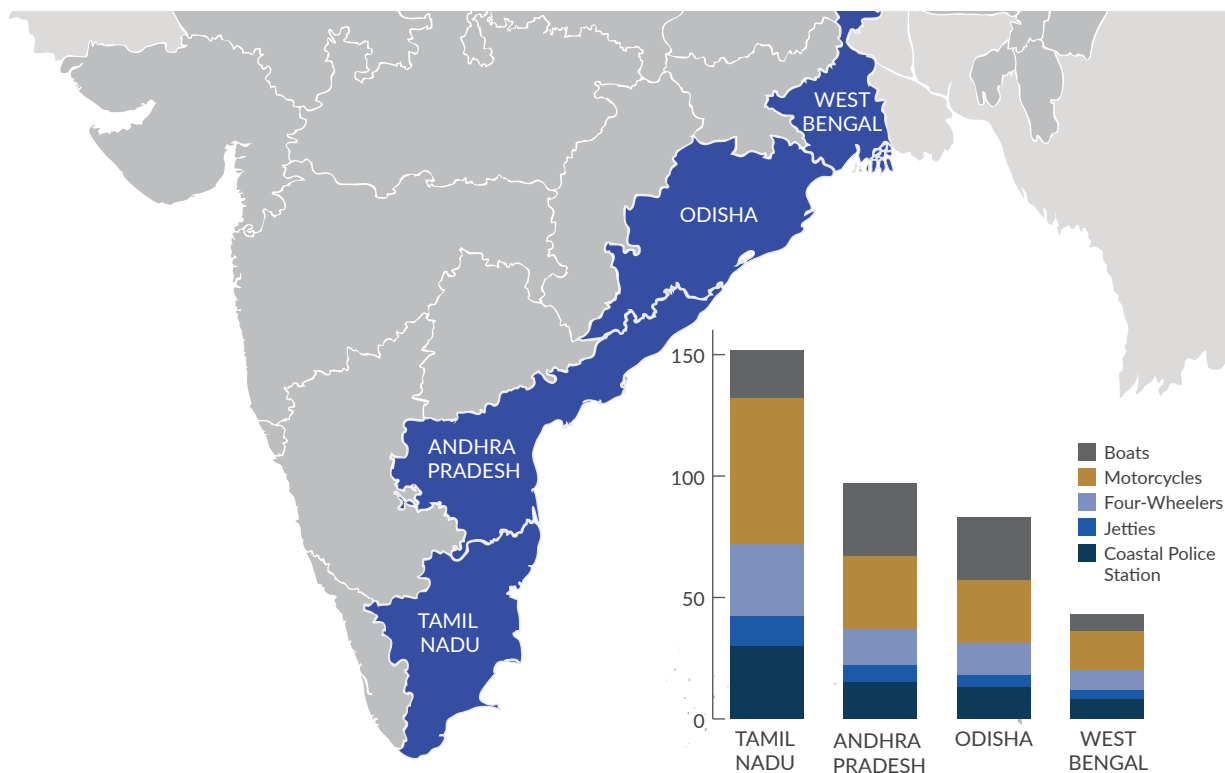 WEST
BENGAL
ODISHA
ANDHRA
PRADESH
TAMIL
NADU
150
100
50
0
Boats
Motorcycles
Four-Wheelers
Jetties
Coastal Police
Station
TAMIL
NADU
ANDHRA
PRADESH
ODISHA
WEST
BENGAL